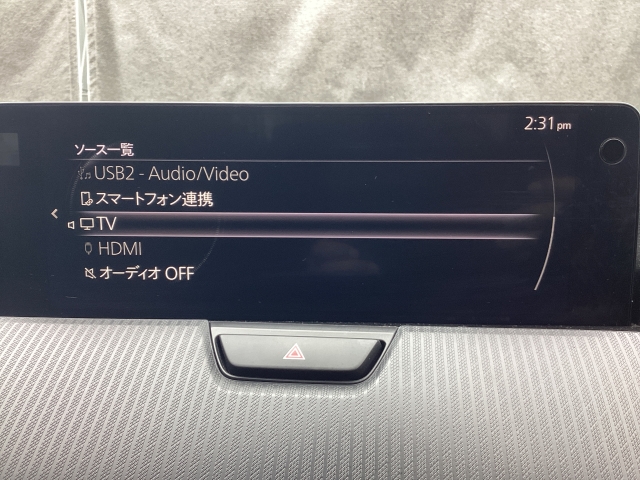 2:31 pm
ソース一覧
USB2 - Audio/Video
スマートフォン連携
TV
HDMI
オーディオ OFF